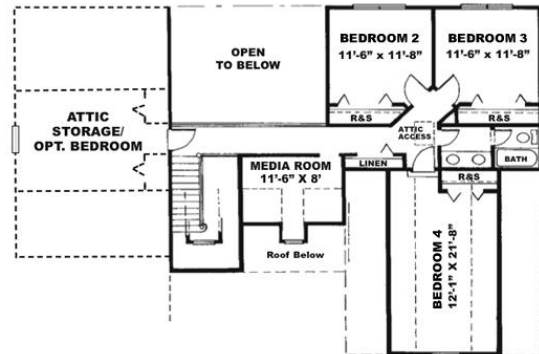 BEDROOM 2
11'-6" x 11'-8"
BEDROOM 3
11'-6" x 11'-8"
OPEN
TO BELOW
ATTIC
STORAGE/
OPT. BEDROOM
R&S
R&S
ATTIC
ACCESS
MEDIA ROOM
11'-6" X 8'
LINEN
BATH
R&S
Roof Below
BEDROOM 4
12'-1" X 21'-8"